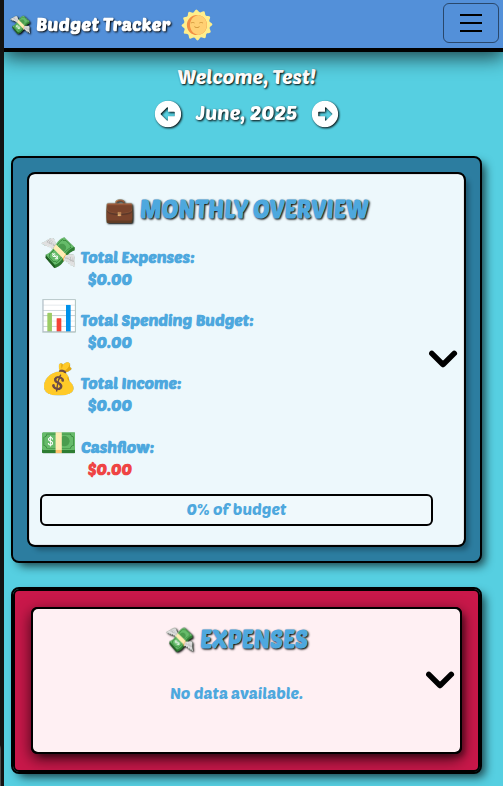 Budget Tracker
Welcome, Test!
June, 2025
MONTHLY OVERVIEW
Total Expenses:
$0.00
Total Spending Budget:
$0.00
Total Income:
$0.00
Cashflow:
$0.00
0% of budget
EXPENSES
No data available.